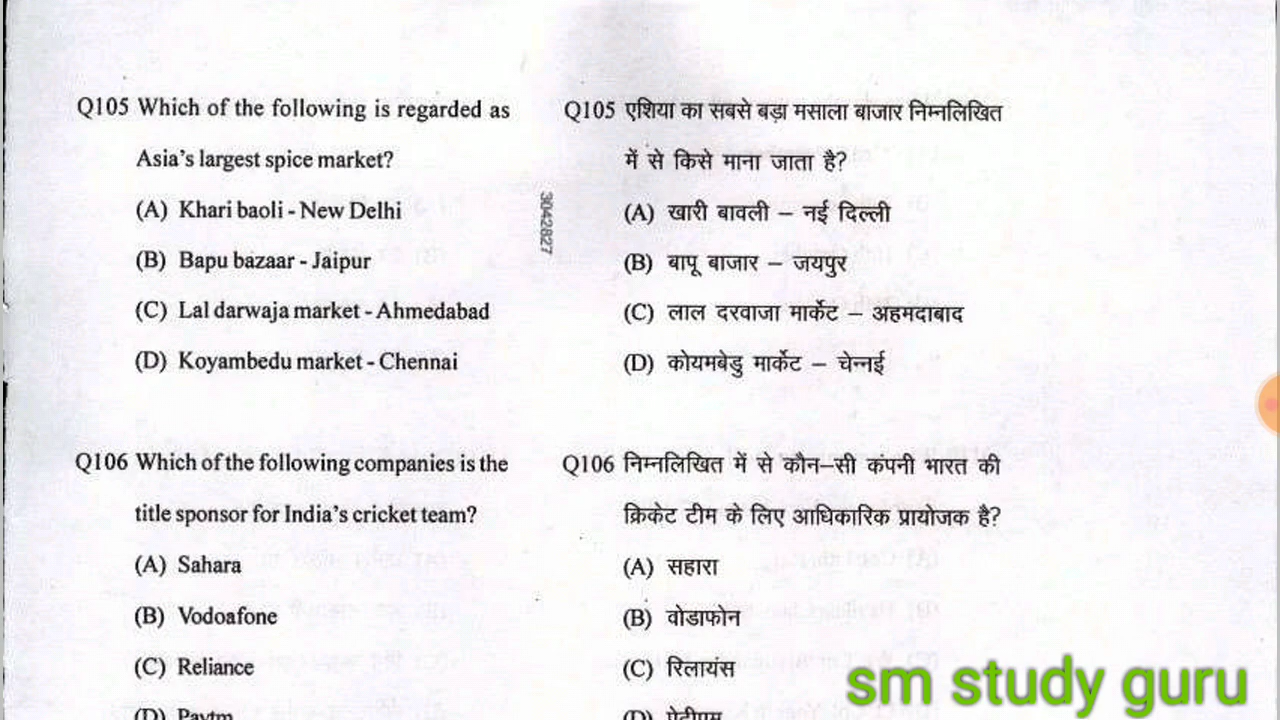 Q105 Which of the following is regarded as
Asia's largest spice market?
(A) Khari baoli - New Delhi
(B) Bapu bazaar - Jaipur
(C) Lal darwaja market - Ahmedabad
(D) Koyambedu market - Chennai
Q106 Which of the following companies is the
title sponsor for India's cricket team?
(A) Sahara
(B) Vodoafone
(C) Reliance
(D) Paytm
3042827
Q105 एशिया का सबसे बड़ा मसाला बाजार निम्नलिखित
में से किसे माना जाता है?
(A) खारी बावली – नई दिल्ली
(B) बापू बाजार – जयपुर
(C) लाल दरवाजा मार्केट – अहमदाबाद
(D) कोयमबेडु मार्केट – चेन्नई
Q106 निम्नलिखित में से कौन–सी कंपनी भारत की
क्रिकेट टीम के लिए आधिकारिक प्रायोजक है?
(A) सहारा
(B) वोडाफोन
(C) रिलायंस
(D) पेटीएम
sm study guru